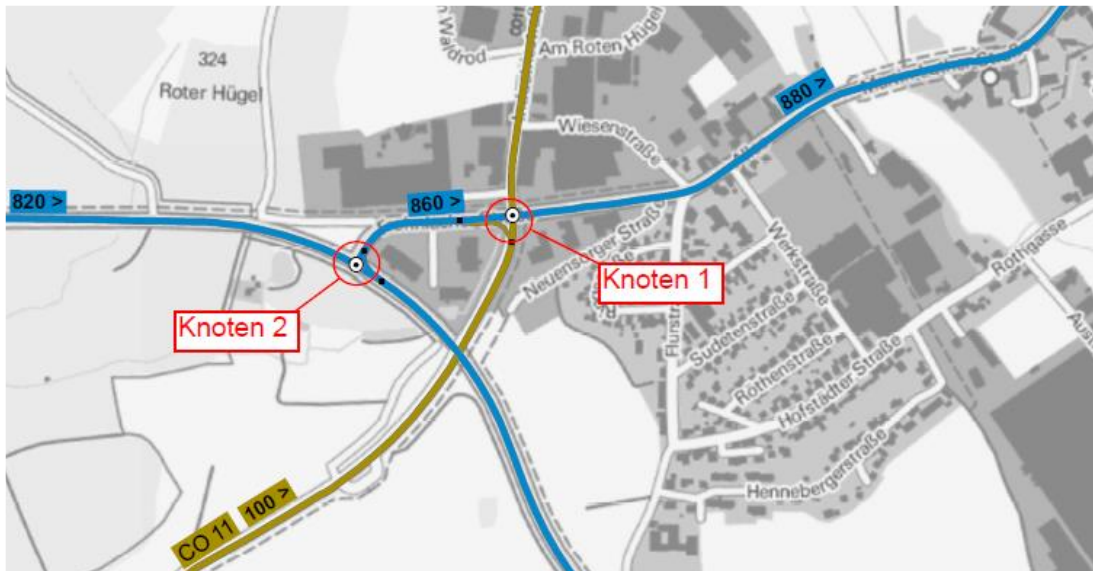 324
Roter Hügel
Am Roten Hügel
Wiesenstraße
880 >
820 >
860 >
Knoten 1
Knoten 2
Neuensorger Straße
Flurstr
Werkstraße
Sudetenstraße
Rothenstraße
Hofstädter Straße
Rothgasse
Hennebergerstraße
CO 11
100 >